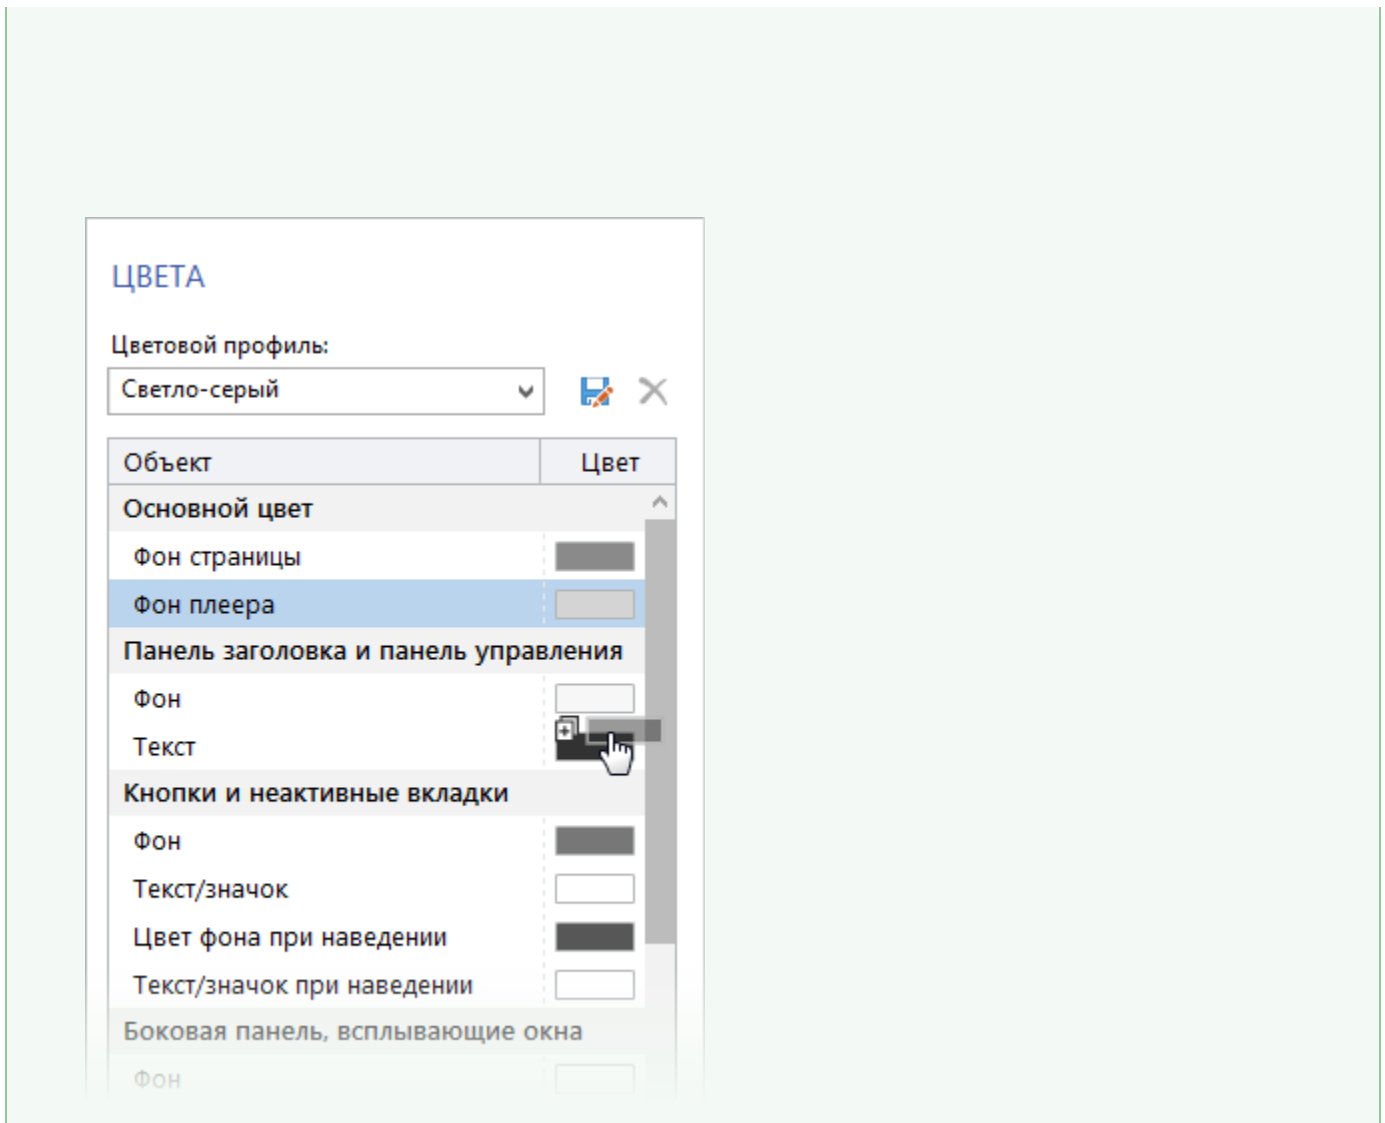 ЦВЕТА
Цветовой профиль:
Светло-серый
Объект Цвет
Основной цвет
Фон страницы
Фон плеера
Панель заголовка и панель управления
Фон
Текст
Кнопки и неактивные вкладки
Фон
Текст/значок
Цвет фона при наведении
Текст/значок при наведении
Боковая панель, всплывающие окна
Фон